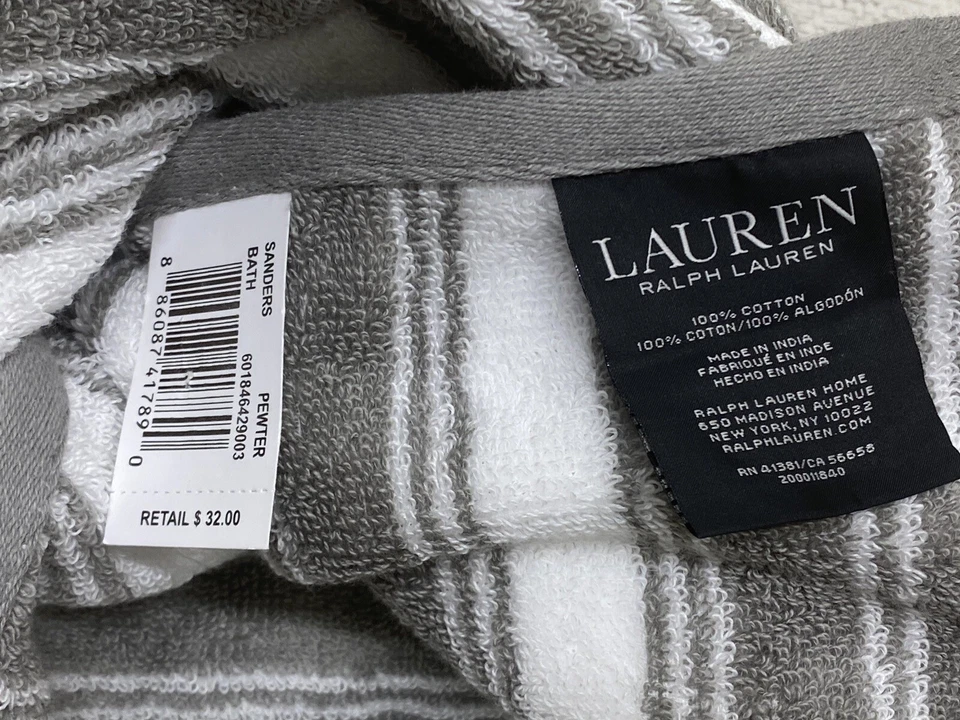 SANDERS
BATH
PEWTER
601846429003
8 86087 41789 0
RETAIL $ 32.00
LAUREN
RALPH LAUREN
100% COTTON
100% COTON/100% ALGODÓN
MADE IN INDIA
FABRIQUÉ EN INDE
HECHO EN INDIA
RALPH LAUREN HOME
650 MADISON AVENUE
NEW YORK, NY 10022
RALPHLAUREN.COM
RN 41381/CA 56658
200011840